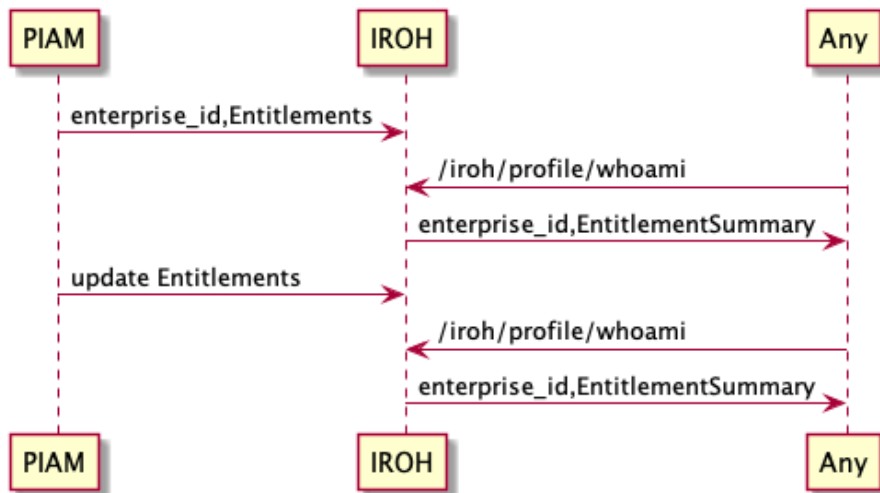 PIAM IROH Any
enterprise_id,Entitlements
/iroh/profile/whoami
enterprise_id,EntitlementSummary
update Entitlements
/iroh/profile/whoami
enterprise_id,EntitlementSummary
PIAM IROH Any